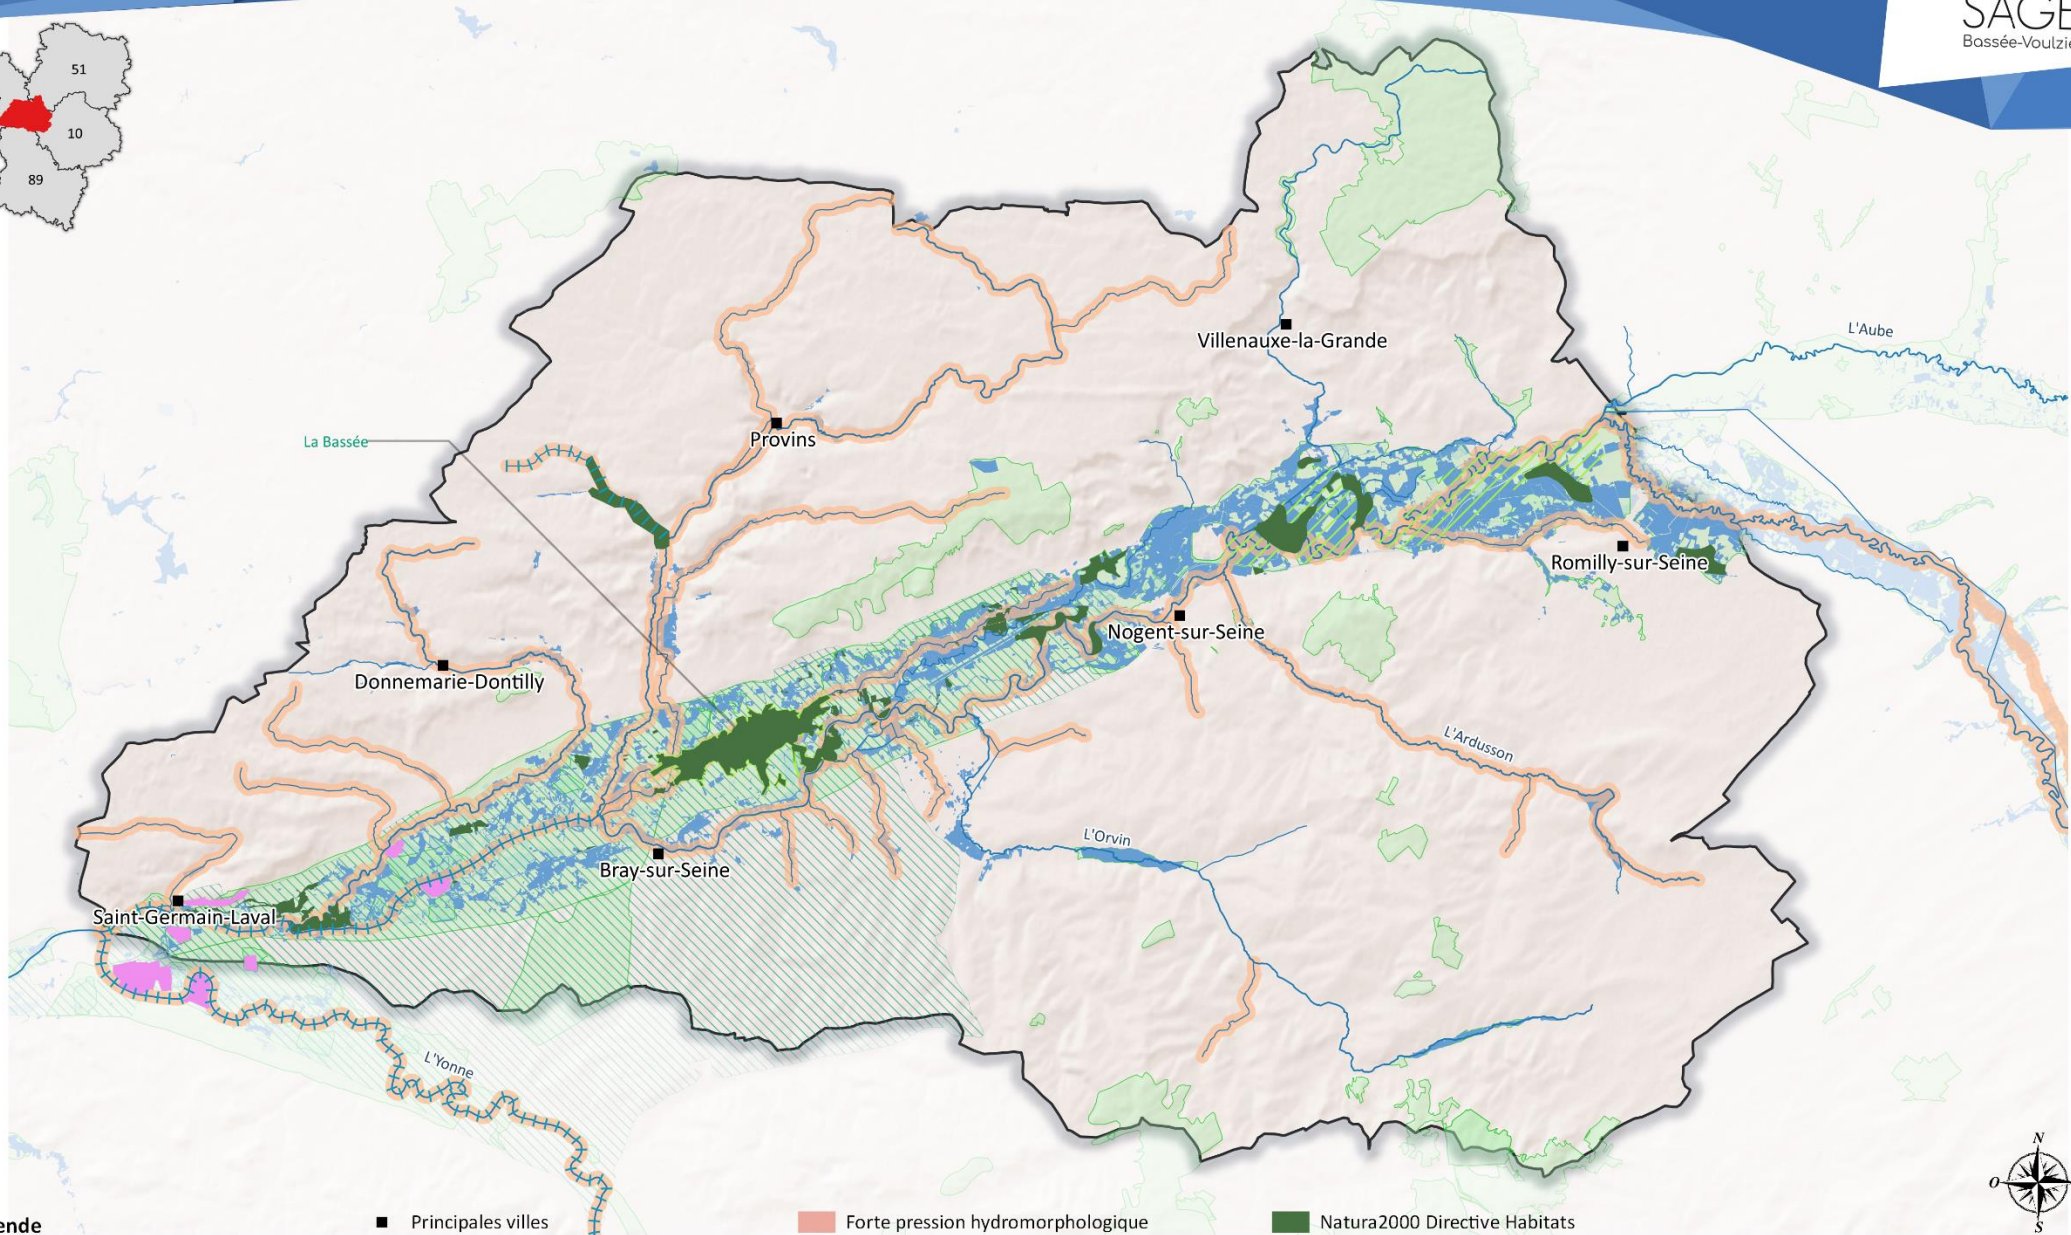 SAGE
Bassée-Voulzie
51
10
89
L'Aube
Villenauxe-la-Grande
Provins
La Bassée
Romilly-sur-Seine
Nogent-sur-Seine
Donnemarie-Dontilly
L'Ardusson
L'Orvin
Bray-sur-Seine
Saint-Germain-Laval
L'Yonne
N
O
S
Principales villes
Forte pression hydromorphologique
Natura2000 Directive Habitats